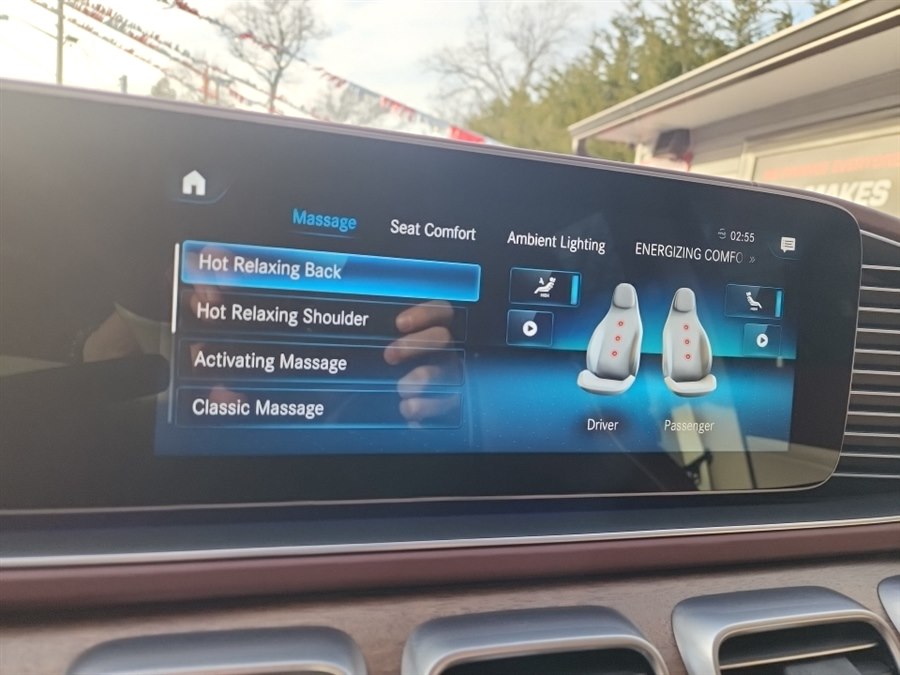 Massage
Seat Comfort
Ambient Lighting
ENERGIZING COMFO
02:55
Hot Relaxing Back
Hot Relaxing Shoulder
Activating Massage
Classic Massage
Driver
Passenger
MAKES